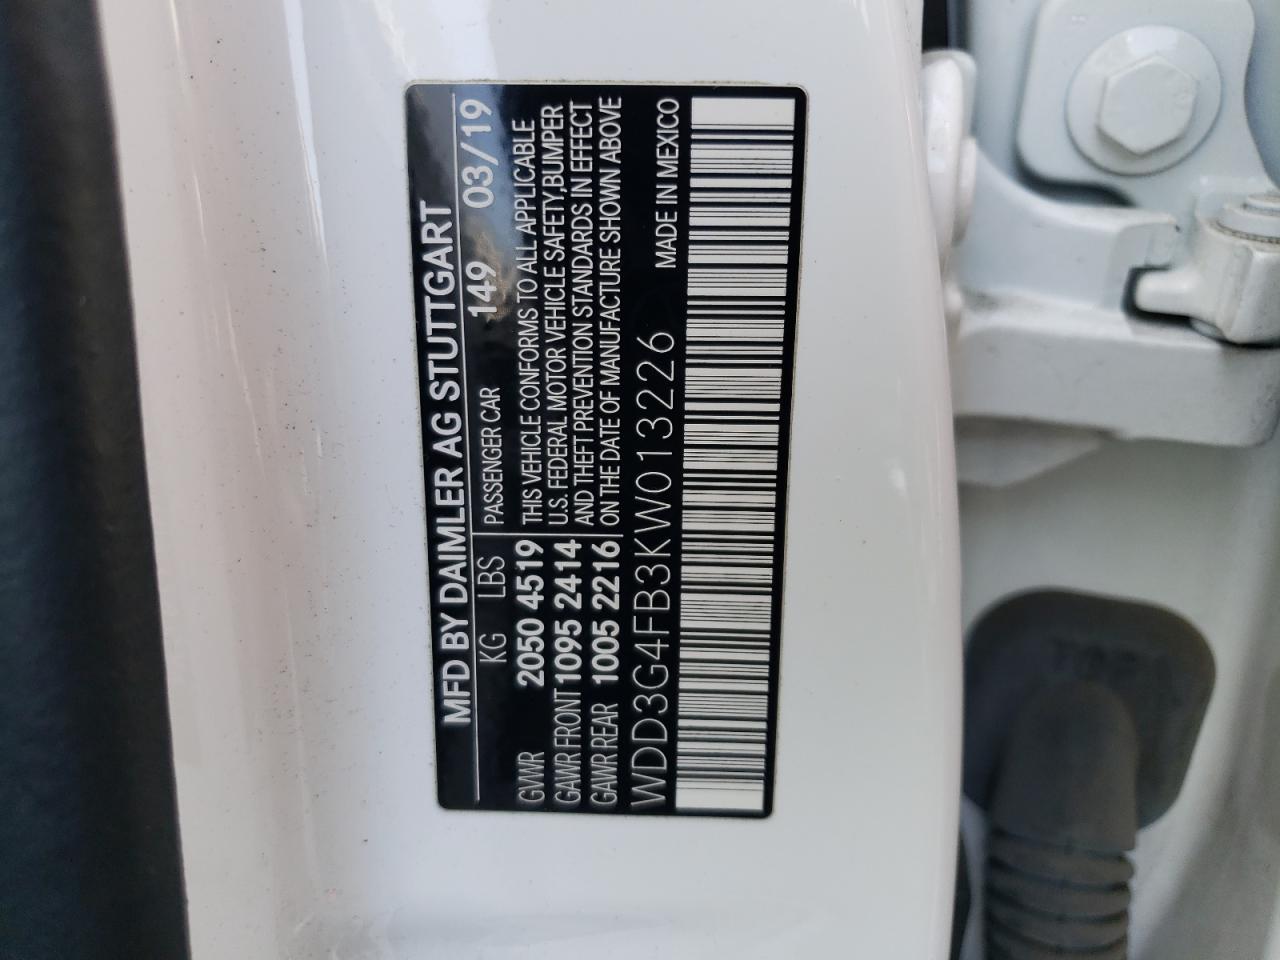 MFD BY DAIMLER AG STUTTGART
KG LBS PASSENGER CAR 149 03/19
GVWR 2050 4519 THIS VEHICLE CONFORMS TO ALL APPLICABLE
U.S. FEDERAL MOTOR VEHICLE SAFETY,BUMPER
GAWR FRONT 1095 2414 AND THEFT PREVENTION STANDARDS IN EFFECT
GAWR REAR 1005 2216 ON THE DATE OF MANUFACTURE SHOWN ABOVE
WDD3G4FB3KW013226 MADE IN MEXICO